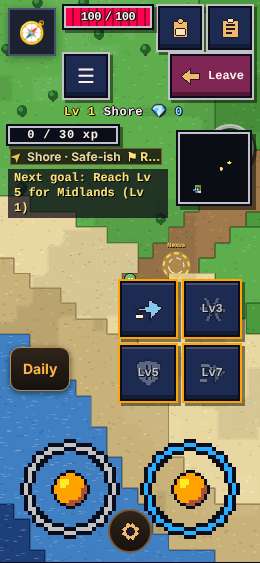 100/100
Leave
Lv 1 Shore 0
0 / 30 xp
Shore · Safe-ish R...
Next goal: Reach Lv
5 for Midlands (Lv
1)
Nexus
Lv3
Lv5
Lv7
Daily